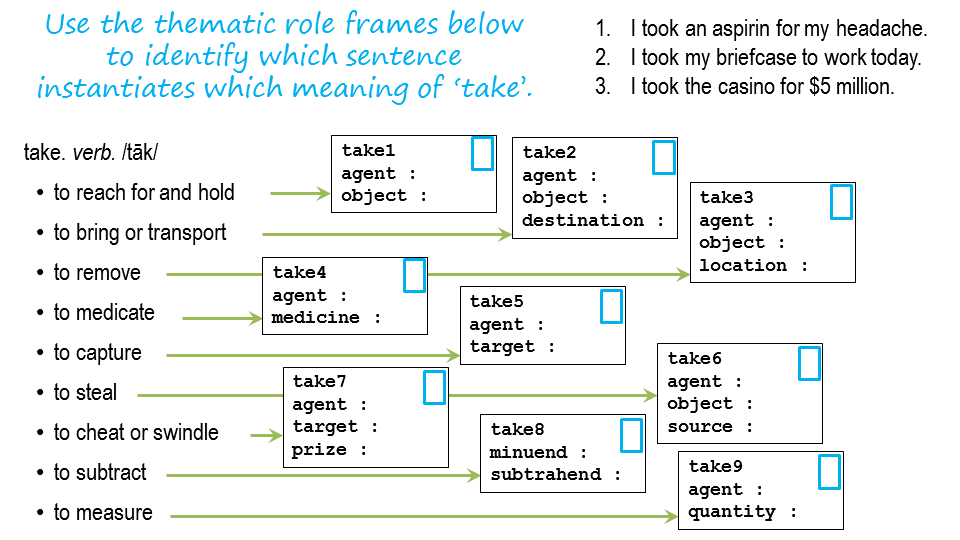 Use the thematic role frames below
to identify which sentence
instantiates which meaning of ‘take’.
1. I took an aspirin for my headache.
2. I took my briefcase to work today.
3. I took the casino for $5 million.
take. verb. /tāk/
• to reach for and hold
• to bring or transport
• to remove
• to medicate
• to capture
• to steal
• to cheat or swindle
• to subtract
• to measure
take1
agent :
object :
take2
agent :
object :
destination :
take3
agent :
object :
location :
take4
agent :
medicine :
take5
agent :
target :
take6
agent :
object :
source :
take7
agent :
target :
prize :
take8
minuend :
subtrahend :
take9
agent :
quantity :